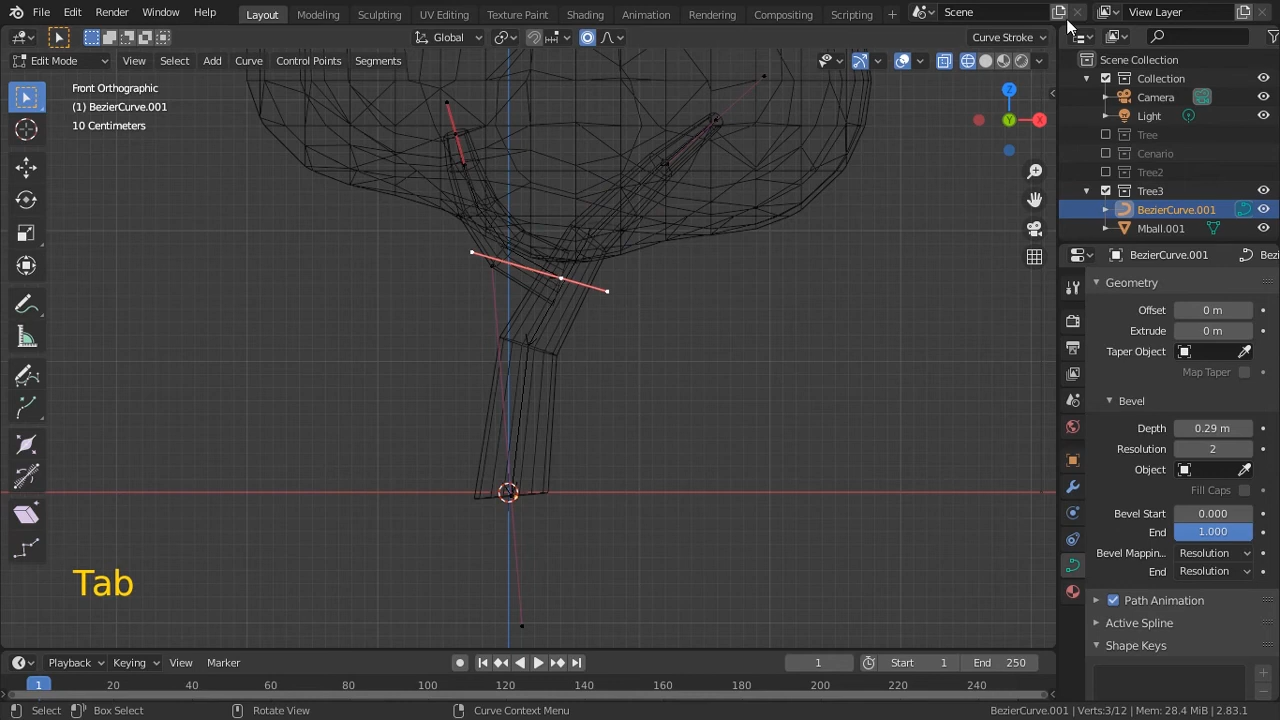 File Edit Render Window Help Layout Modeling Sculpting UV Editing Texture Paint Shading Animation Rendering Compositing Scripting + Scene View Layer
Global Curve Stroke
Edit Mode View Select Add Curve Control Points Segments
Front Orthographic
(1) BezierCurve.001
10 Centimeters
Z
Y
X
Scene Collection
Collection
Camera
Light
Tree
Cenario
Tree2
Tree3
BezierCurve.001
Mball.001
BezierCurve.001 Bezi
Geometry
Offset 0 m
Extrude 0 m
Taper Object
Map Taper
Bevel
Depth 0.29 m
Resolution 2
Object
Fill Caps
Bevel Start 0.000
End 1.000
Bevel Mappin... Resolution
End Resolution
Path Animation
Active Spline
Shape Keys
Tab
Playback Keying View Marker 1 Start 1 End 250
1 20 40 60 80 100 120 140 160 180 200 220 240
Select Box Select Rotate View Curve Context Menu BezierCurve.001 | Verts:3/12 | Mem: 28.4 MiB | 2.83.1